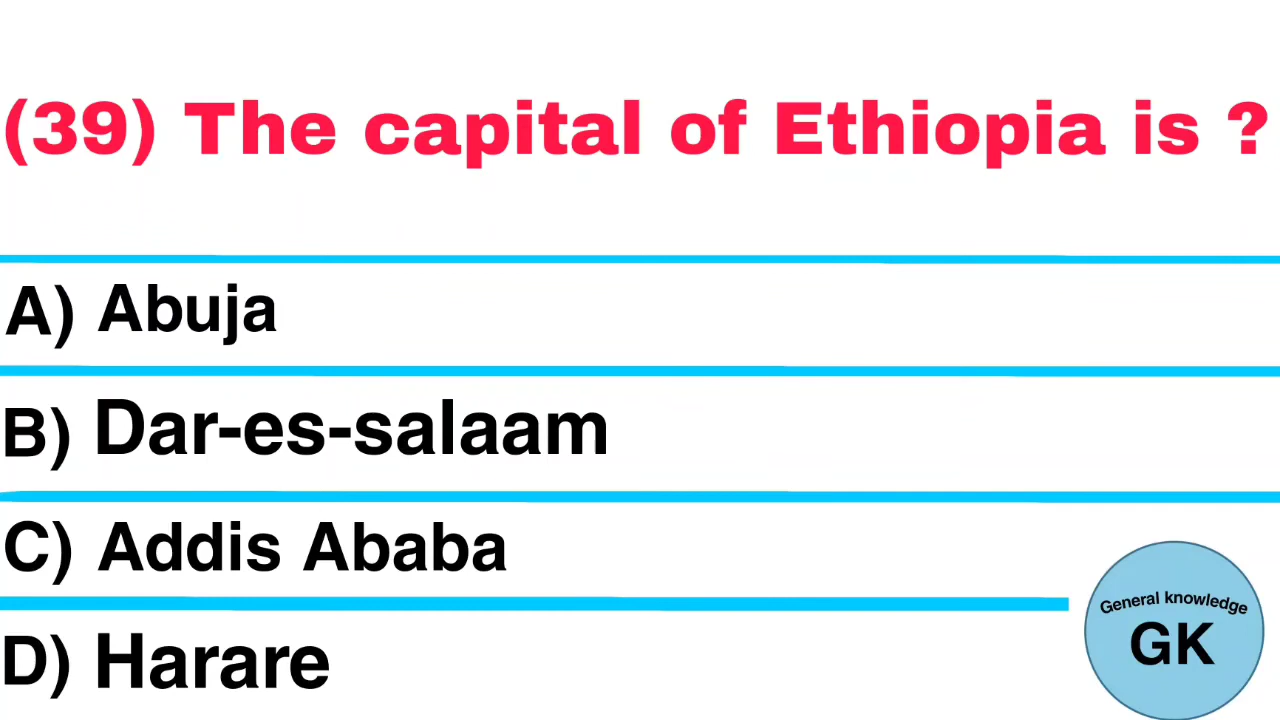 (39) The capital of Ethiopia is ?
A) Abuja
B) Dar-es-salaam
C) Addis Ababa
D) Harare
General knowledge
GK